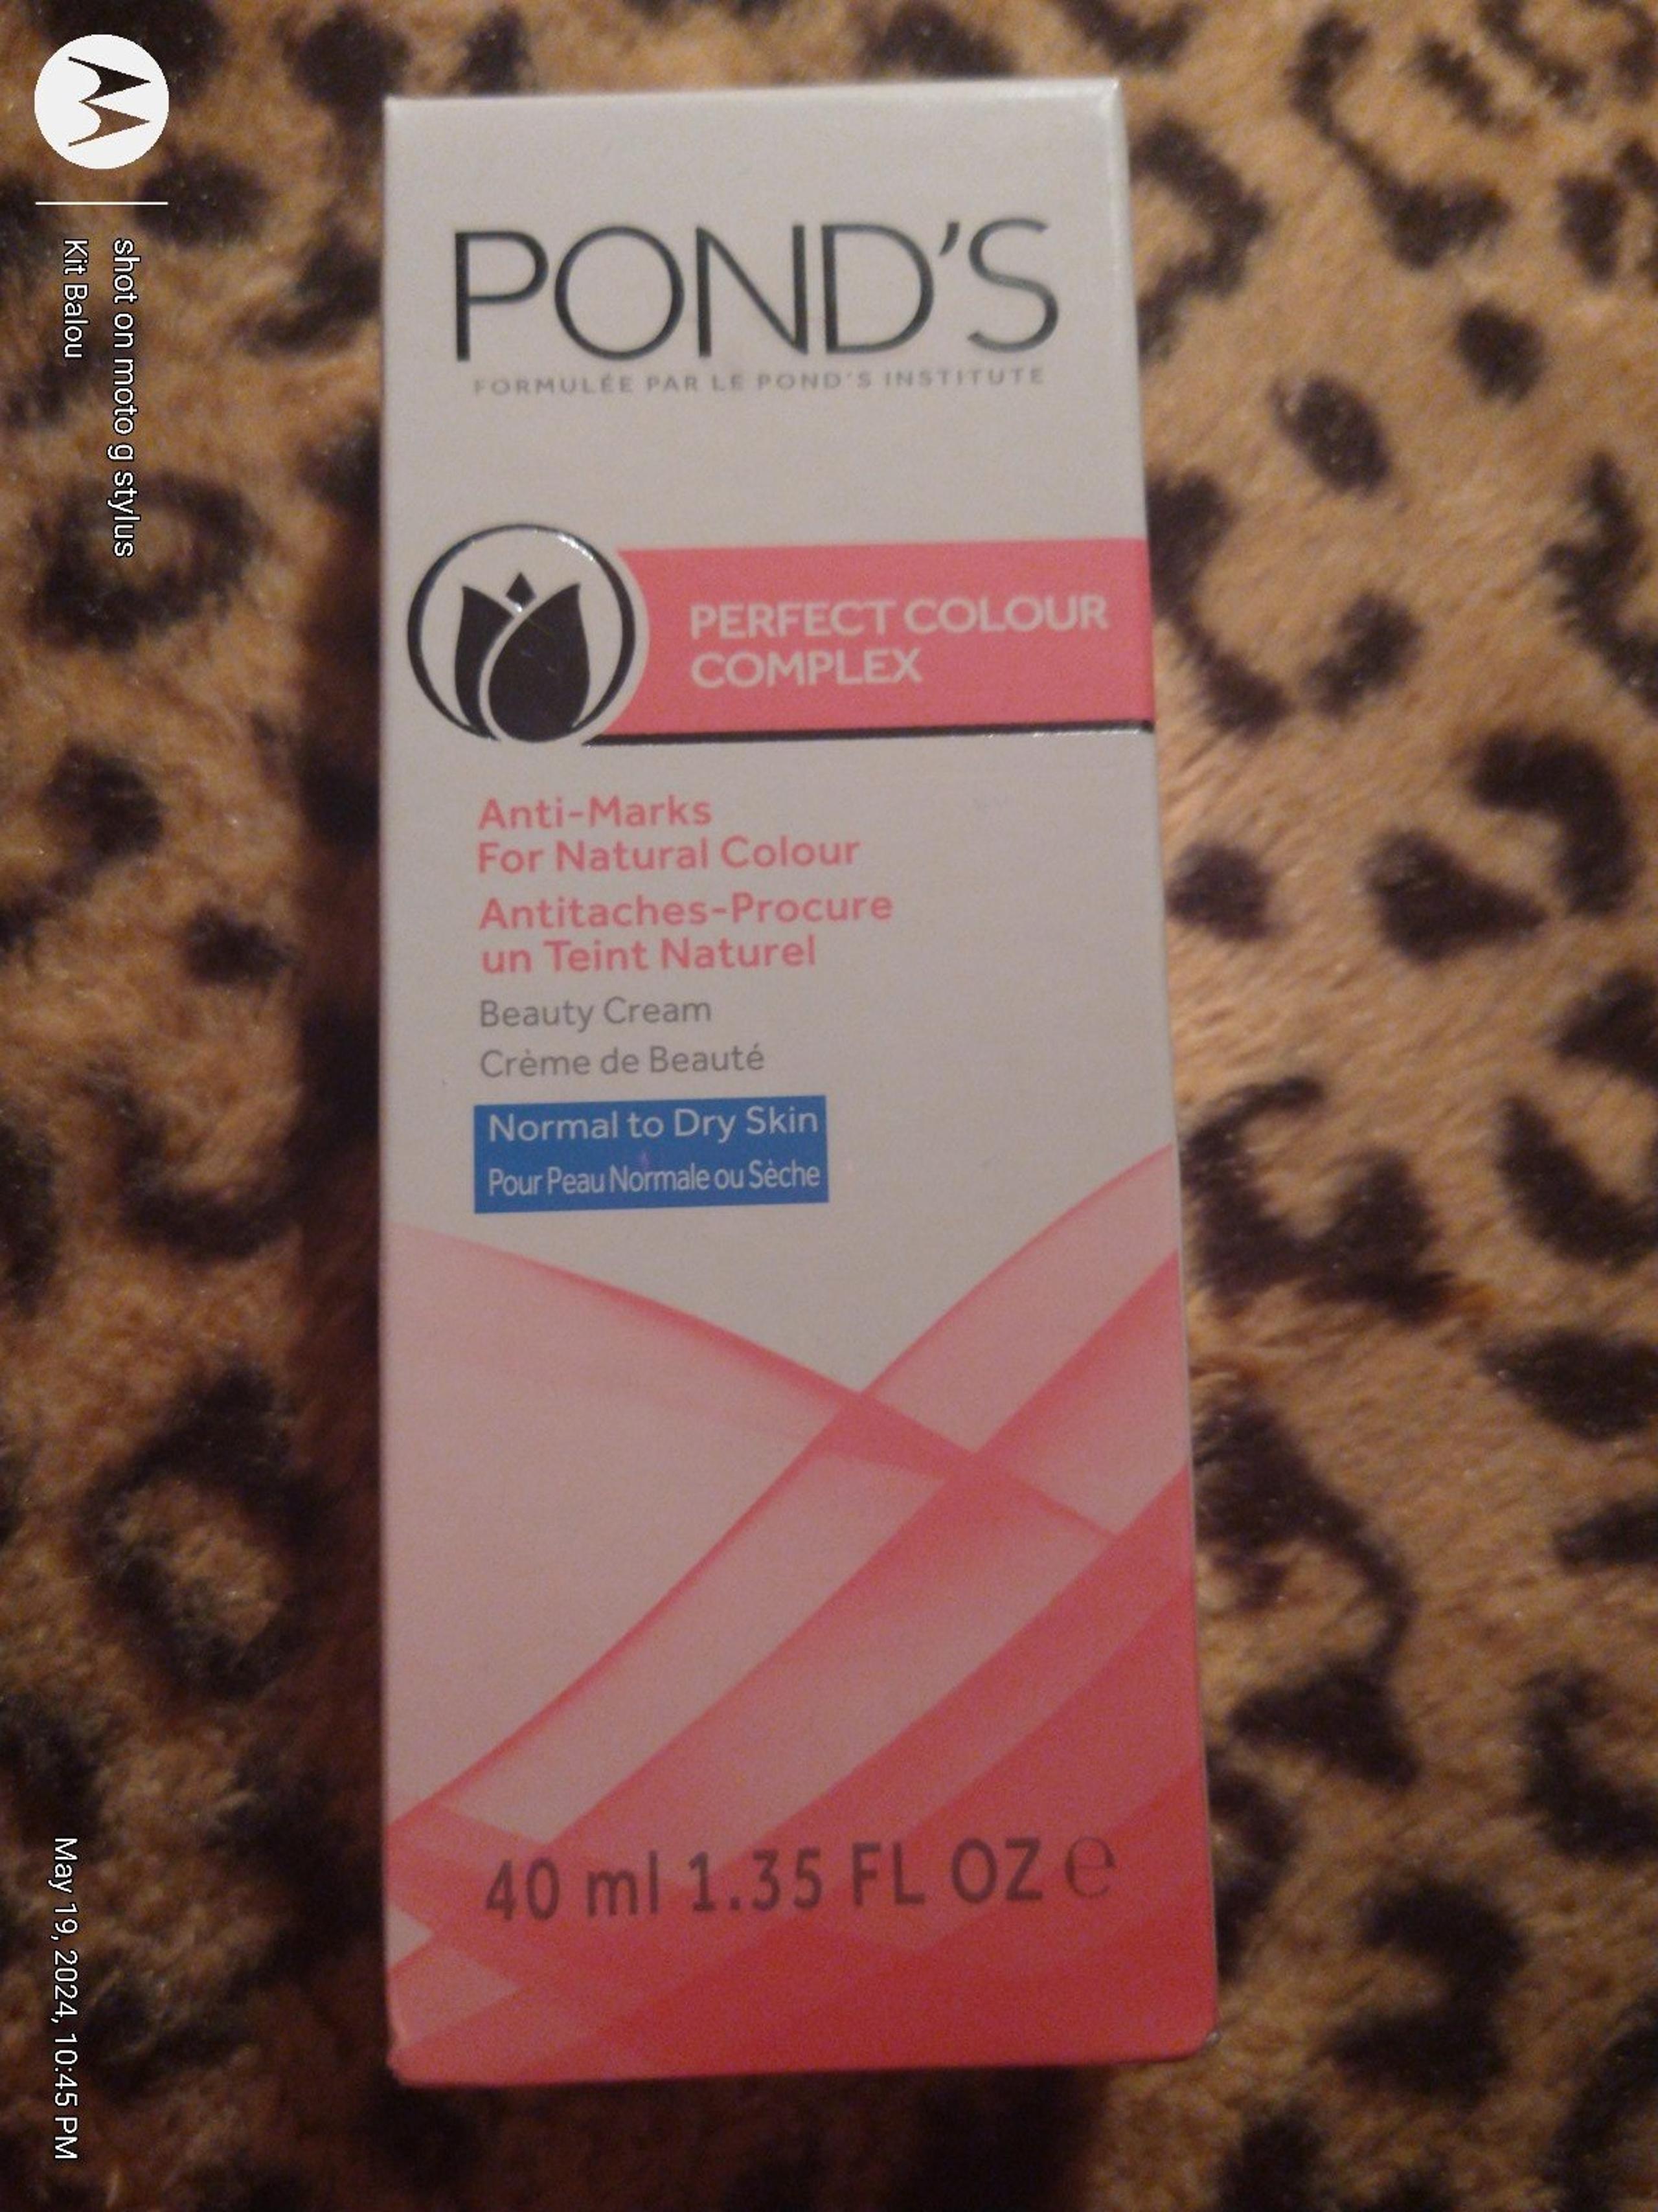 POND'S
FORMULÉE PAR LE POND'S INSTITUTE
PERFECT COLOUR
COMPLEX
Anti-Marks
For Natural Colour
Antitaches-Procure
un Teint Naturel
Beauty Cream
Crème de Beauté
Normal to Dry Skin
Pour Peau Normale ou Sèche
40 ml 1.35 FL OZ e
shot on moto g stylus
Kit Balou
May 19, 2024, 10:45 PM